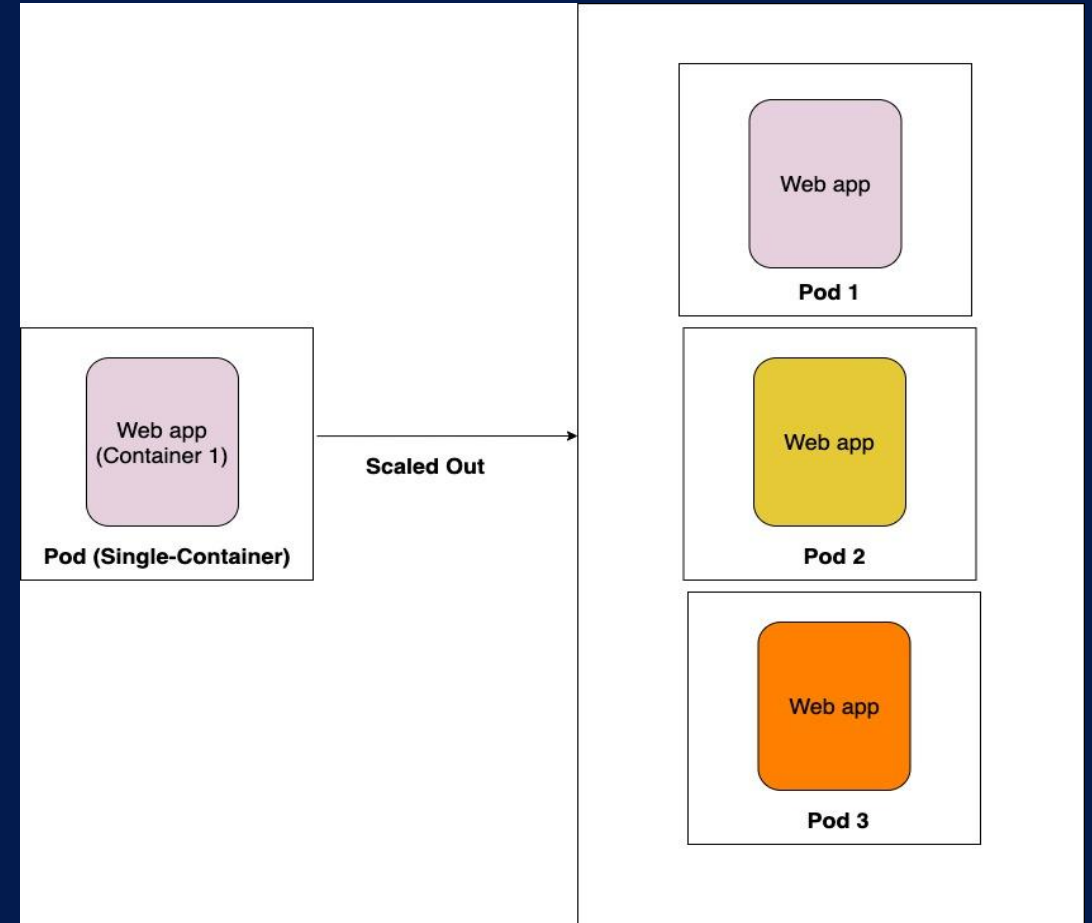 Web app
(Container 1)
Pod (Single-Container)
Scaled Out
Web app
Pod 1
Web app
Pod 2
Web app
Pod 3